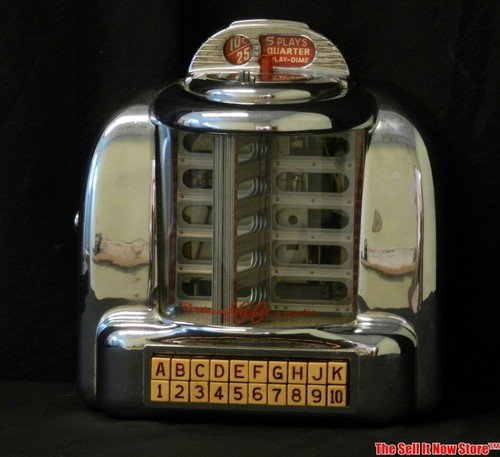 10¢
25
5 PLAYS
QUARTER
PLAY-DIME
A B C D E F G H J K
1 2 3 4 5 6 7 8 9 10
The Sell It Now Store™